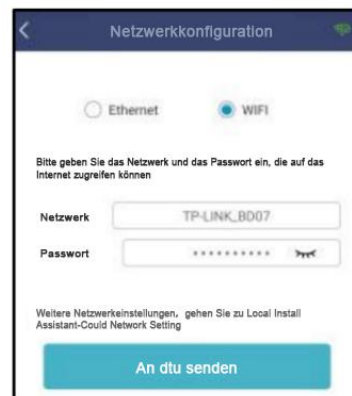 Netzwerkkonfiguration
Ethernet WIFI
Bitte geben Sie das Netzwerk und das Passwort ein, die auf das
Internet zugreifen können
Netzwerk TP-LINK_BD07
Passwort **********
Weitere Netzwerkeinstellungen, gehen Sie zu Local Install
Assistant-Could Network Setting
An dtu senden